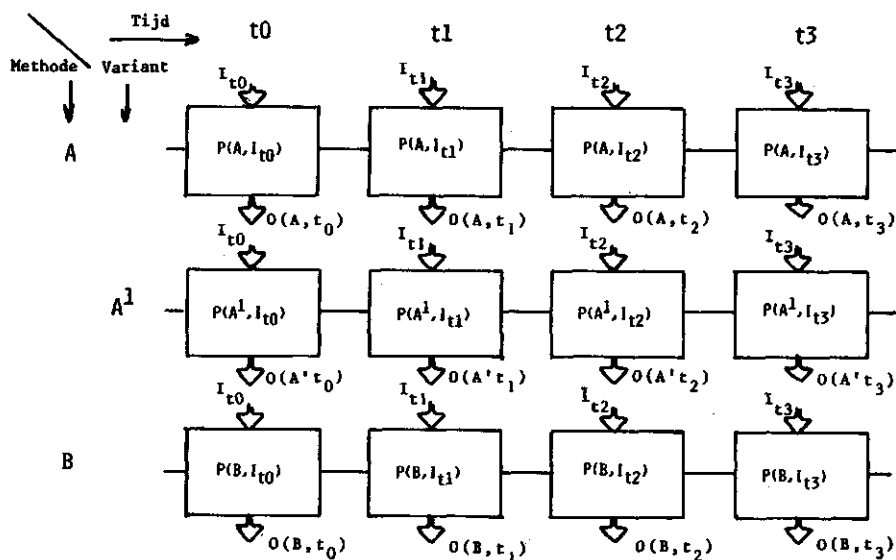 Tijd t0 t1 t2 t3
Methode Variant
I_t0 I_t1 I_t2 I_t3
A P(A,I_t0) P(A,I_t1) P(A,I_t2) P(A,I_t3)
O(A,t_0) O(A,t_1) O(A,t_2) O(A,t_3)
I_t0 I_t1 I_t2 I_t3
A^1 P(A^1,I_t0) P(A^1,I_t1) P(A^1,I_t2) P(A^1,I_t3)
O(A't_0) O(A't_1) O(A't_2) O(A't_3)
I_t0 I_t1 I_t2 I_t3
B P(B,I_t0) P(B,I_t1) P(B,I_t2) P(B,I_t3)
O(B,t_0) O(B,t_1) O(B,t_2) O(B,t_3)